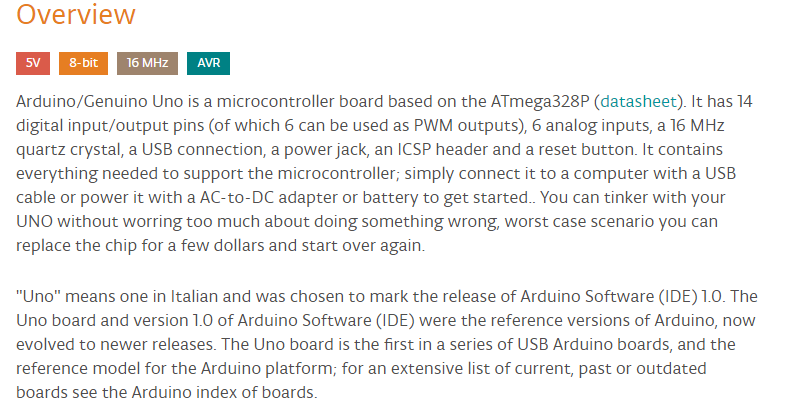 Overview
5V 8-bit 16 MHz AVR
Arduino/Genuino Uno is a microcontroller board based on the ATmega328P (datasheet). It has 14
digital input/output pins (of which 6 can be used as PWM outputs), 6 analog inputs, a 16 MHz
quartz crystal, a USB connection, a power jack, an ICSP header and a reset button. It contains
everything needed to support the microcontroller; simply connect it to a computer with a USB
cable or power it with a AC-to-DC adapter or battery to get started.. You can tinker with your
UNO without worring too much about doing something wrong, worst case scenario you can
replace the chip for a few dollars and start over again.
"Uno" means one in Italian and was chosen to mark the release of Arduino Software (IDE) 1.0. The
Uno board and version 1.0 of Arduino Software (IDE) were the reference versions of Arduino, now
evolved to newer releases. The Uno board is the first in a series of USB Arduino boards, and the
reference model for the Arduino platform; for an extensive list of current, past or outdated
boards see the Arduino index of boards.